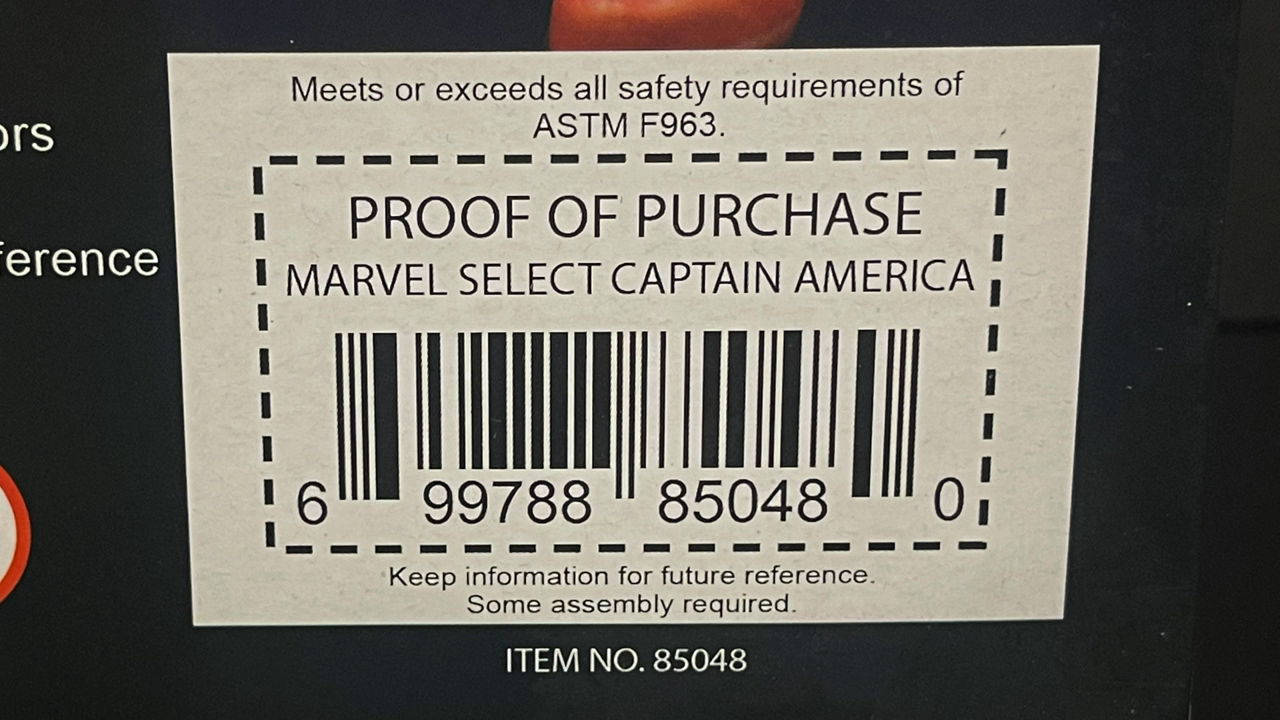 Meets or exceeds all safety requirements of
ASTM F963.
ors
ference
PROOF OF PURCHASE
MARVEL SELECT CAPTAIN AMERICA
6 99788 85048 0
Keep information for future reference.
Some assembly required.
ITEM NO. 85048